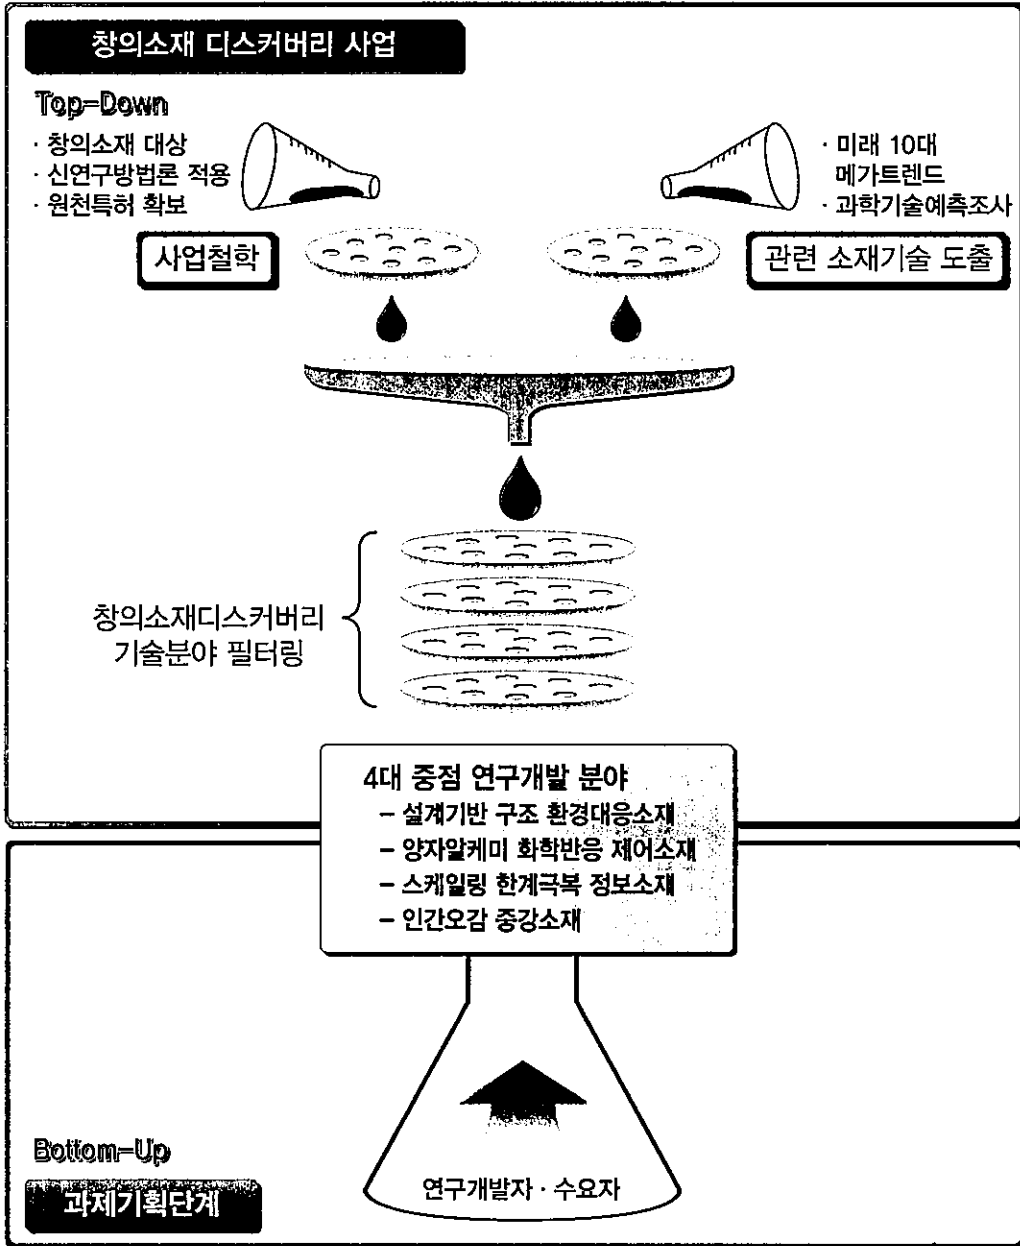 창의소재 디스커버리 사업
Top-Down
· 창의소재 대상
· 신연구방법론 적용
· 원천특허 확보
사업철학
· 미래 10대
메가트렌드
· 과학기술예측조사
관련 소재기술 도출
창의소재디스커버리
기술분야 필터링
4대 중점 연구개발 분야
- 설계기반 구조 환경대응소재
- 양자알케미 화학반응 제어소재
- 스케일링 한계극복 정보소재
- 인간오감 증강소재
연구개발자 · 수요자
Bottom-Up
과제기획단계